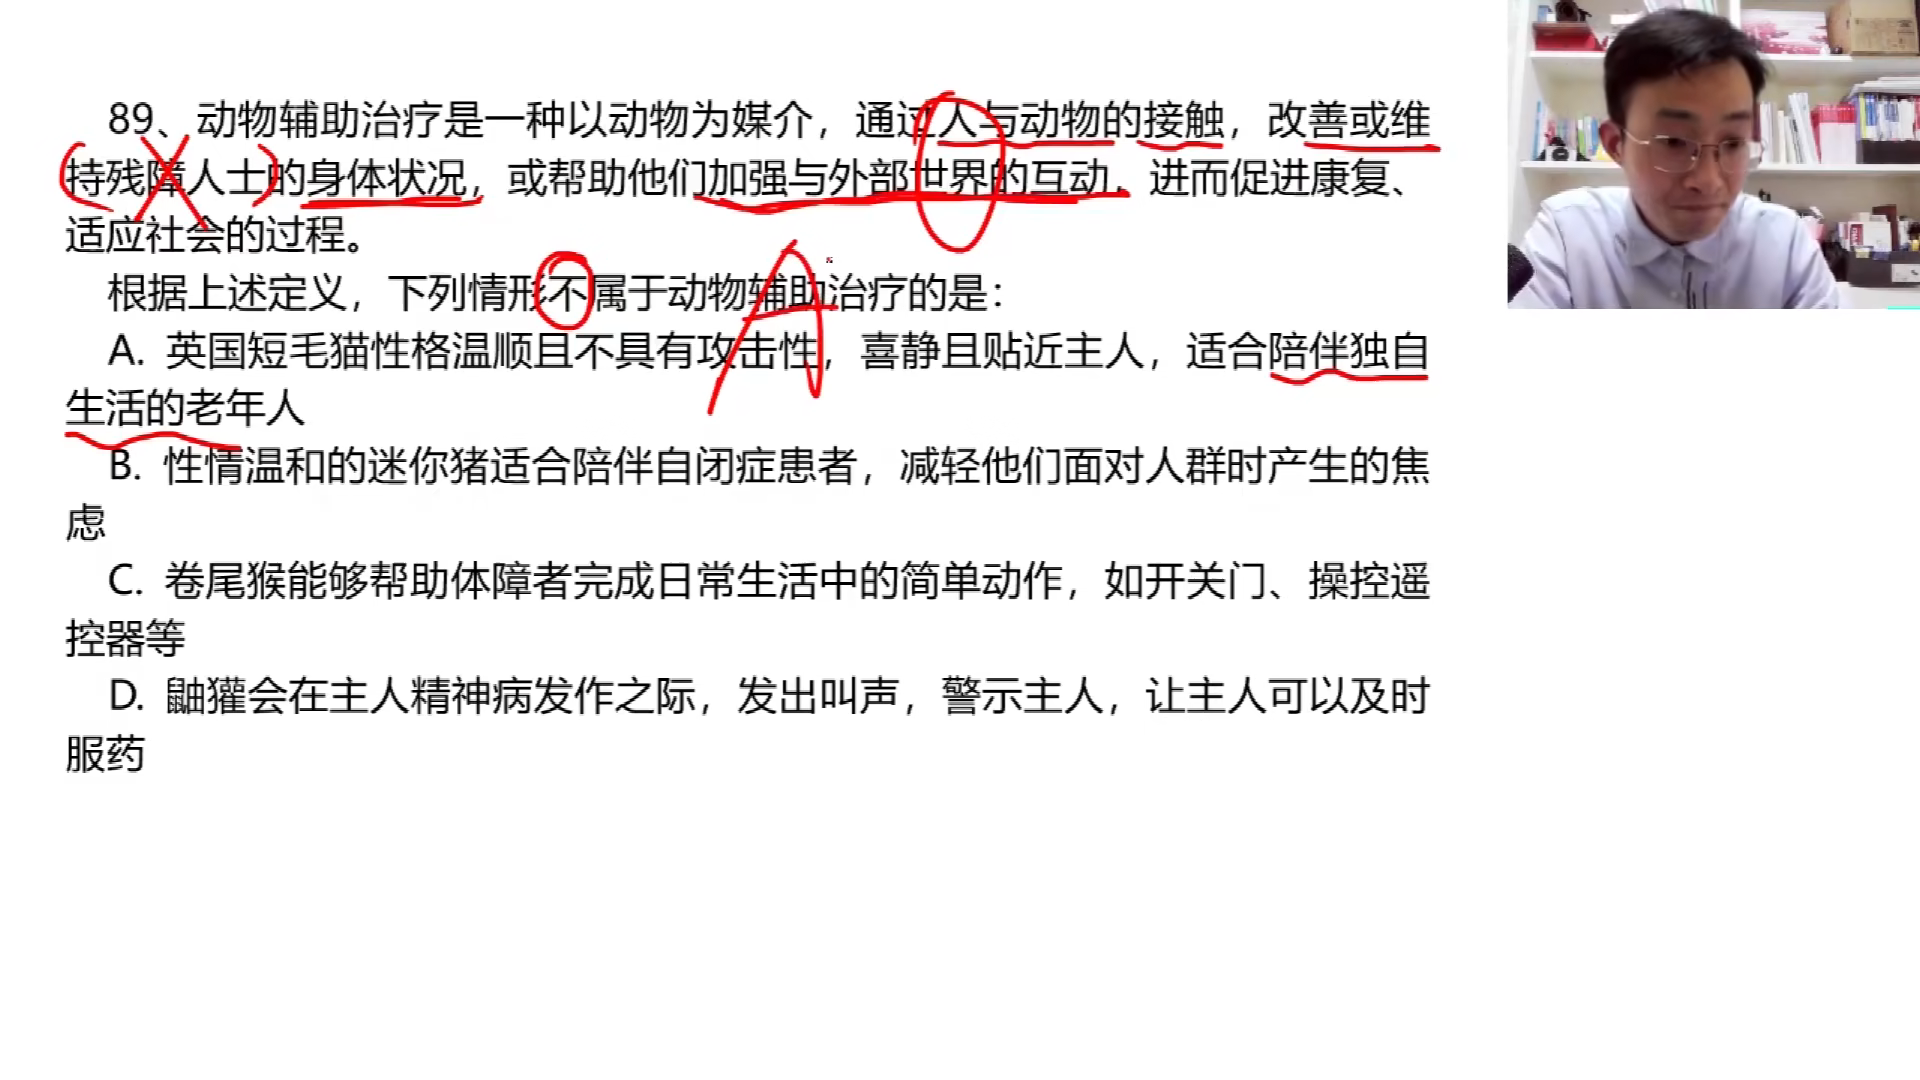 89、动物辅助治疗是一种以动物为媒介，通过人与动物的接触，改善或维
持残障人士的身体状况，或帮助他们加强与外部世界的互动，进而促进康复、
适应社会的过程。
根据上述定义，下列情形不属于动物辅助治疗的是：
A
A. 英国短毛猫性格温顺且不具有攻击性，喜静且贴近主人，适合陪伴独自
生活的老年人
B. 性情温和的迷你猪适合陪伴自闭症患者，减轻他们面对人群时产生的焦
虑
C. 卷尾猴能够帮助体障者完成日常生活中的简单动作，如开关门、操控遥
控器等
D. 鼬獾会在主人精神病发作之际，发出叫声，警示主人，让主人可以及时
服药